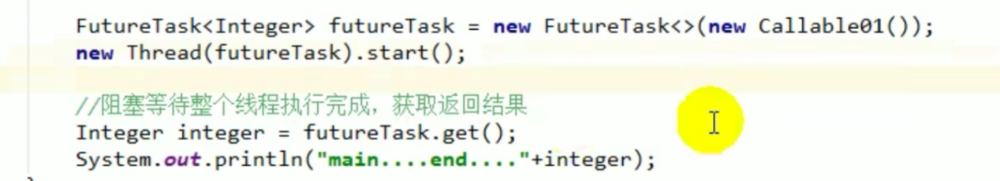 FutureTask<Integer> futureTask = new FutureTask<>(new Callable01());
new Thread(futureTask).start();
//阻塞等待整个线程执行完成，获取返回结果
Integer integer = futureTask.get();
System.out.println("main....end...."+integer);
}